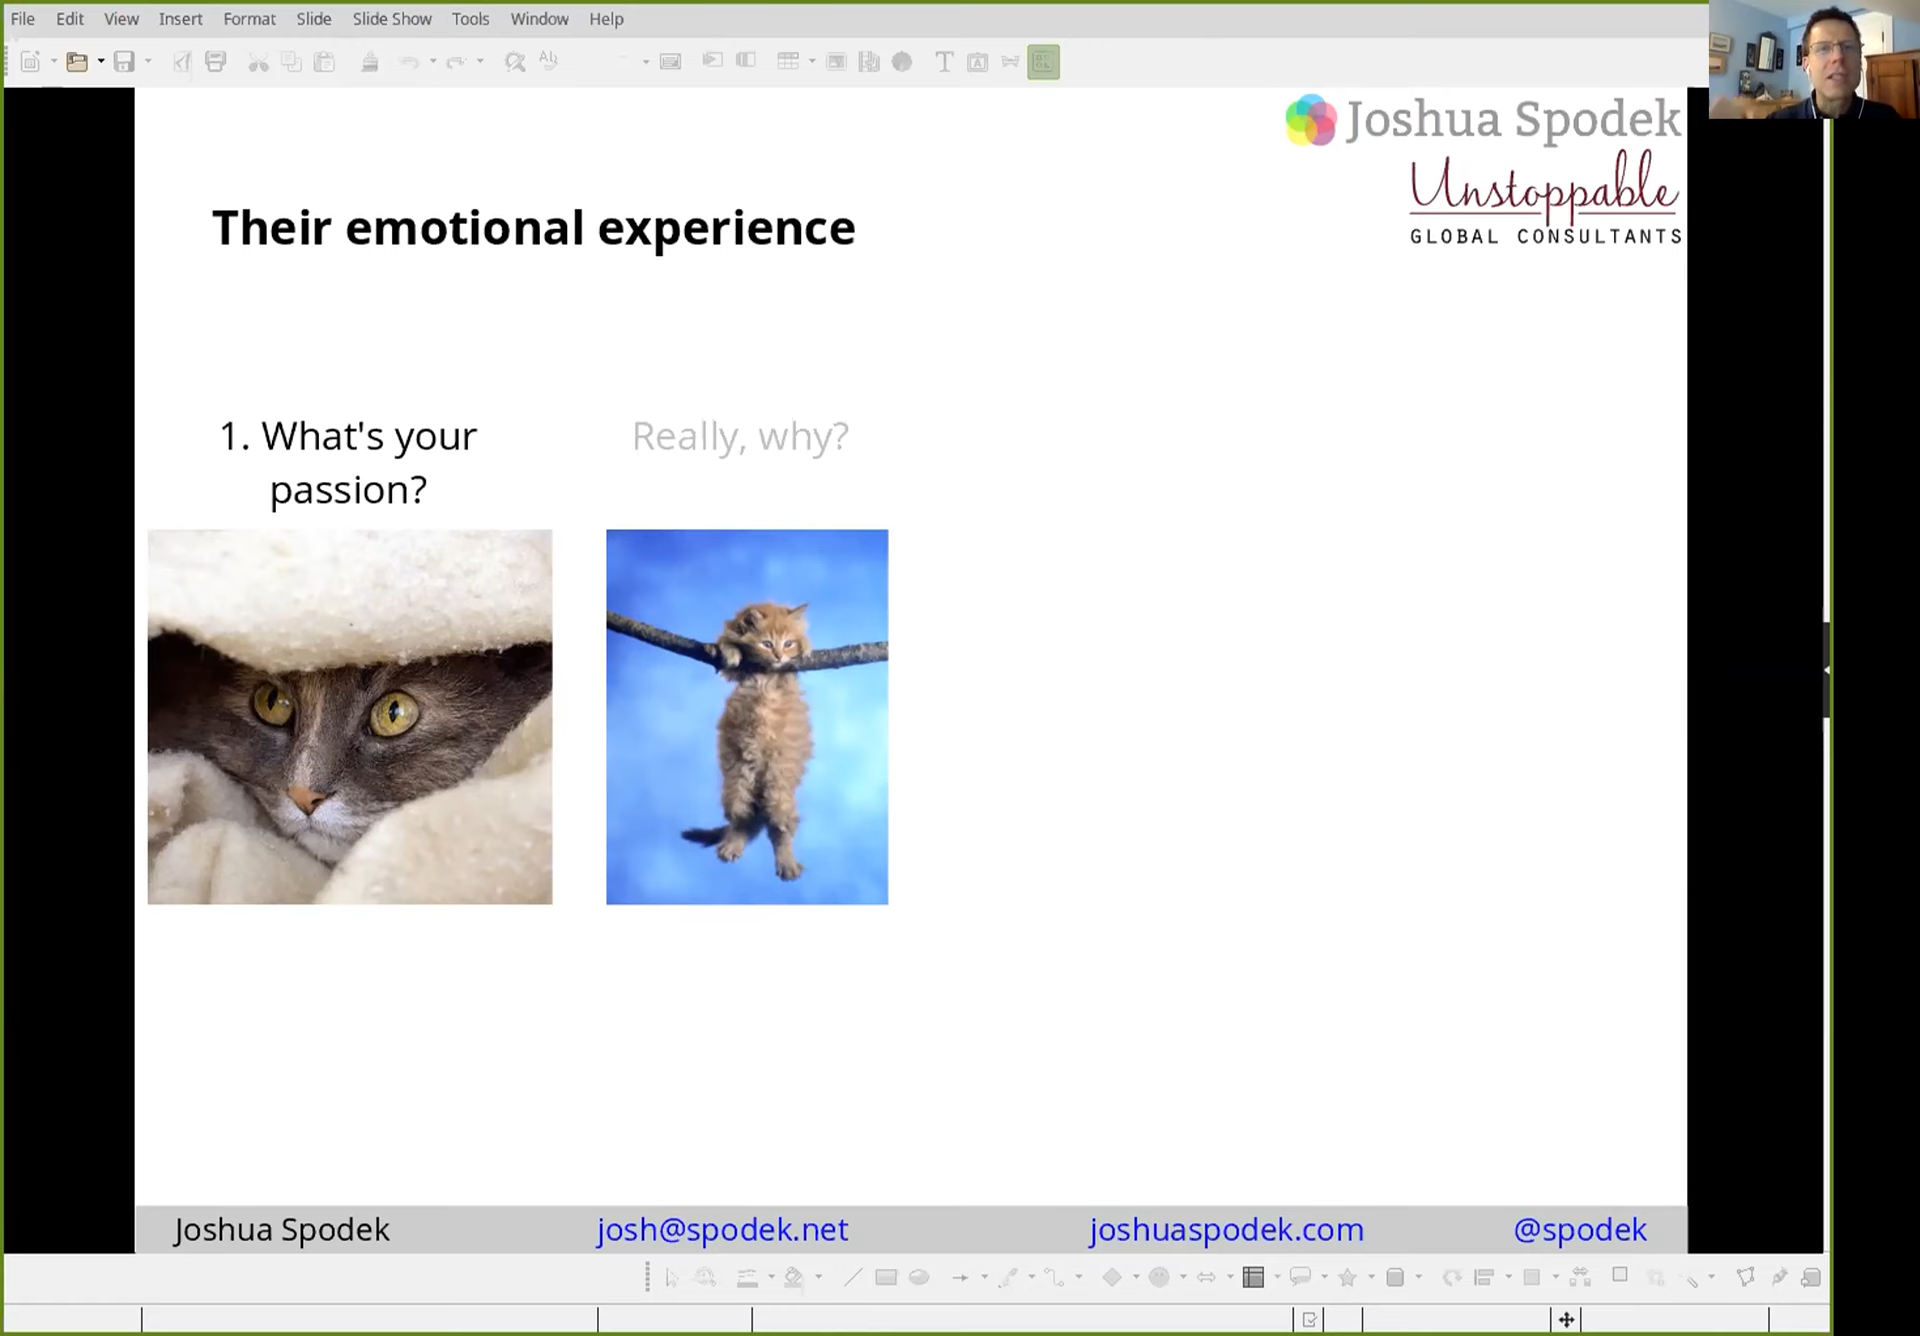 File Edit View Insert Format Slide Slide Show Tools Window Help
Joshua Spodek
Unstoppable
GLOBAL CONSULTANTS
Their emotional experience
1. What's your
passion?
Really, why?
Joshua Spodek josh@spodek.net joshuaspodek.com @spodek